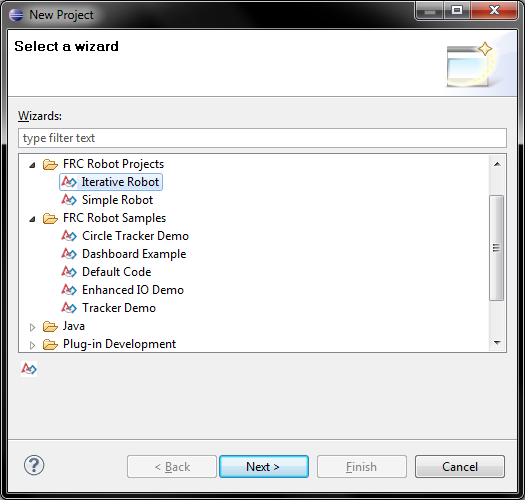 New Project
Select a wizard
Wizards:
type filter text
FRC Robot Projects
Iterative Robot
Simple Robot
FRC Robot Samples
Circle Tracker Demo
Dashboard Example
Default Code
Enhanced IO Demo
Tracker Demo
Java
Plug-in Development
? < Back Next > Finish Cancel